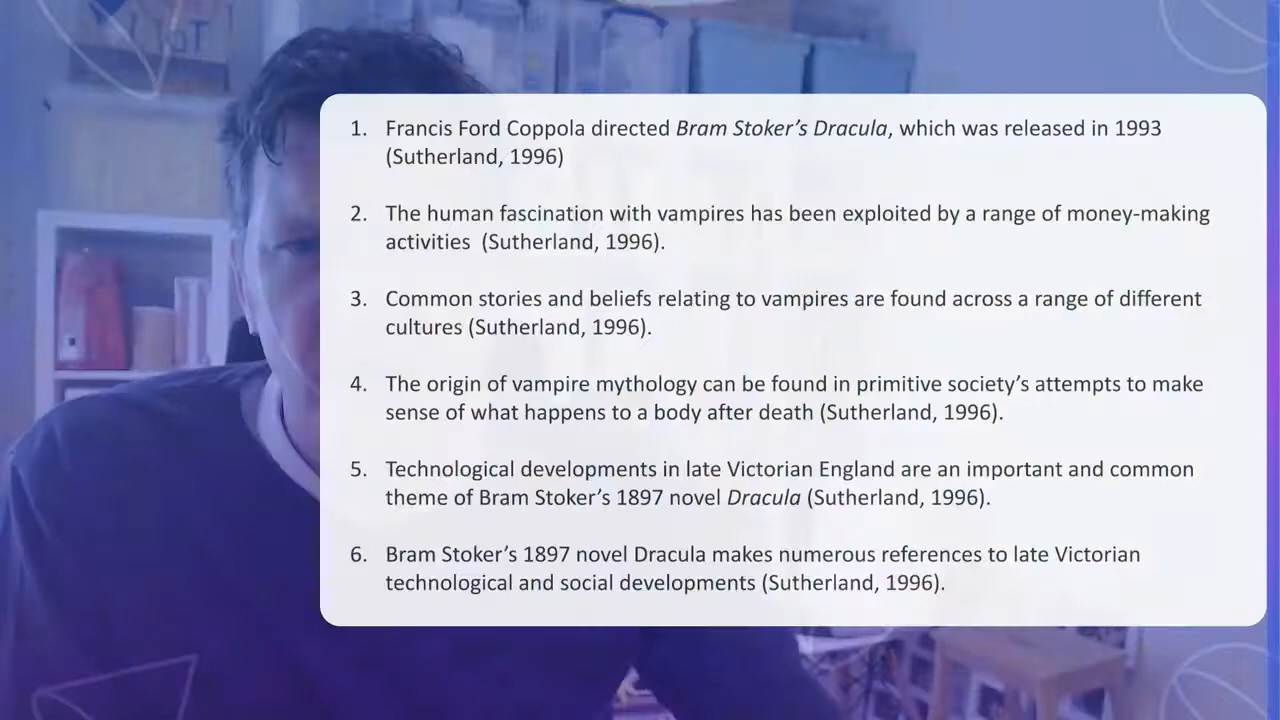 1. Francis Ford Coppola directed Bram Stoker’s Dracula, which was released in 1993
(Sutherland, 1996)
2. The human fascination with vampires has been exploited by a range of money-making
activities  (Sutherland, 1996).
3. Common stories and beliefs relating to vampires are found across a range of different
cultures (Sutherland, 1996).
4. The origin of vampire mythology can be found in primitive society’s attempts to make
sense of what happens to a body after death (Sutherland, 1996).
5. Technological developments in late Victorian England are an important and common
theme of Bram Stoker’s 1897 novel Dracula (Sutherland, 1996).
6. Bram Stoker’s 1897 novel Dracula makes numerous references to late Victorian
technological and social developments (Sutherland, 1996).